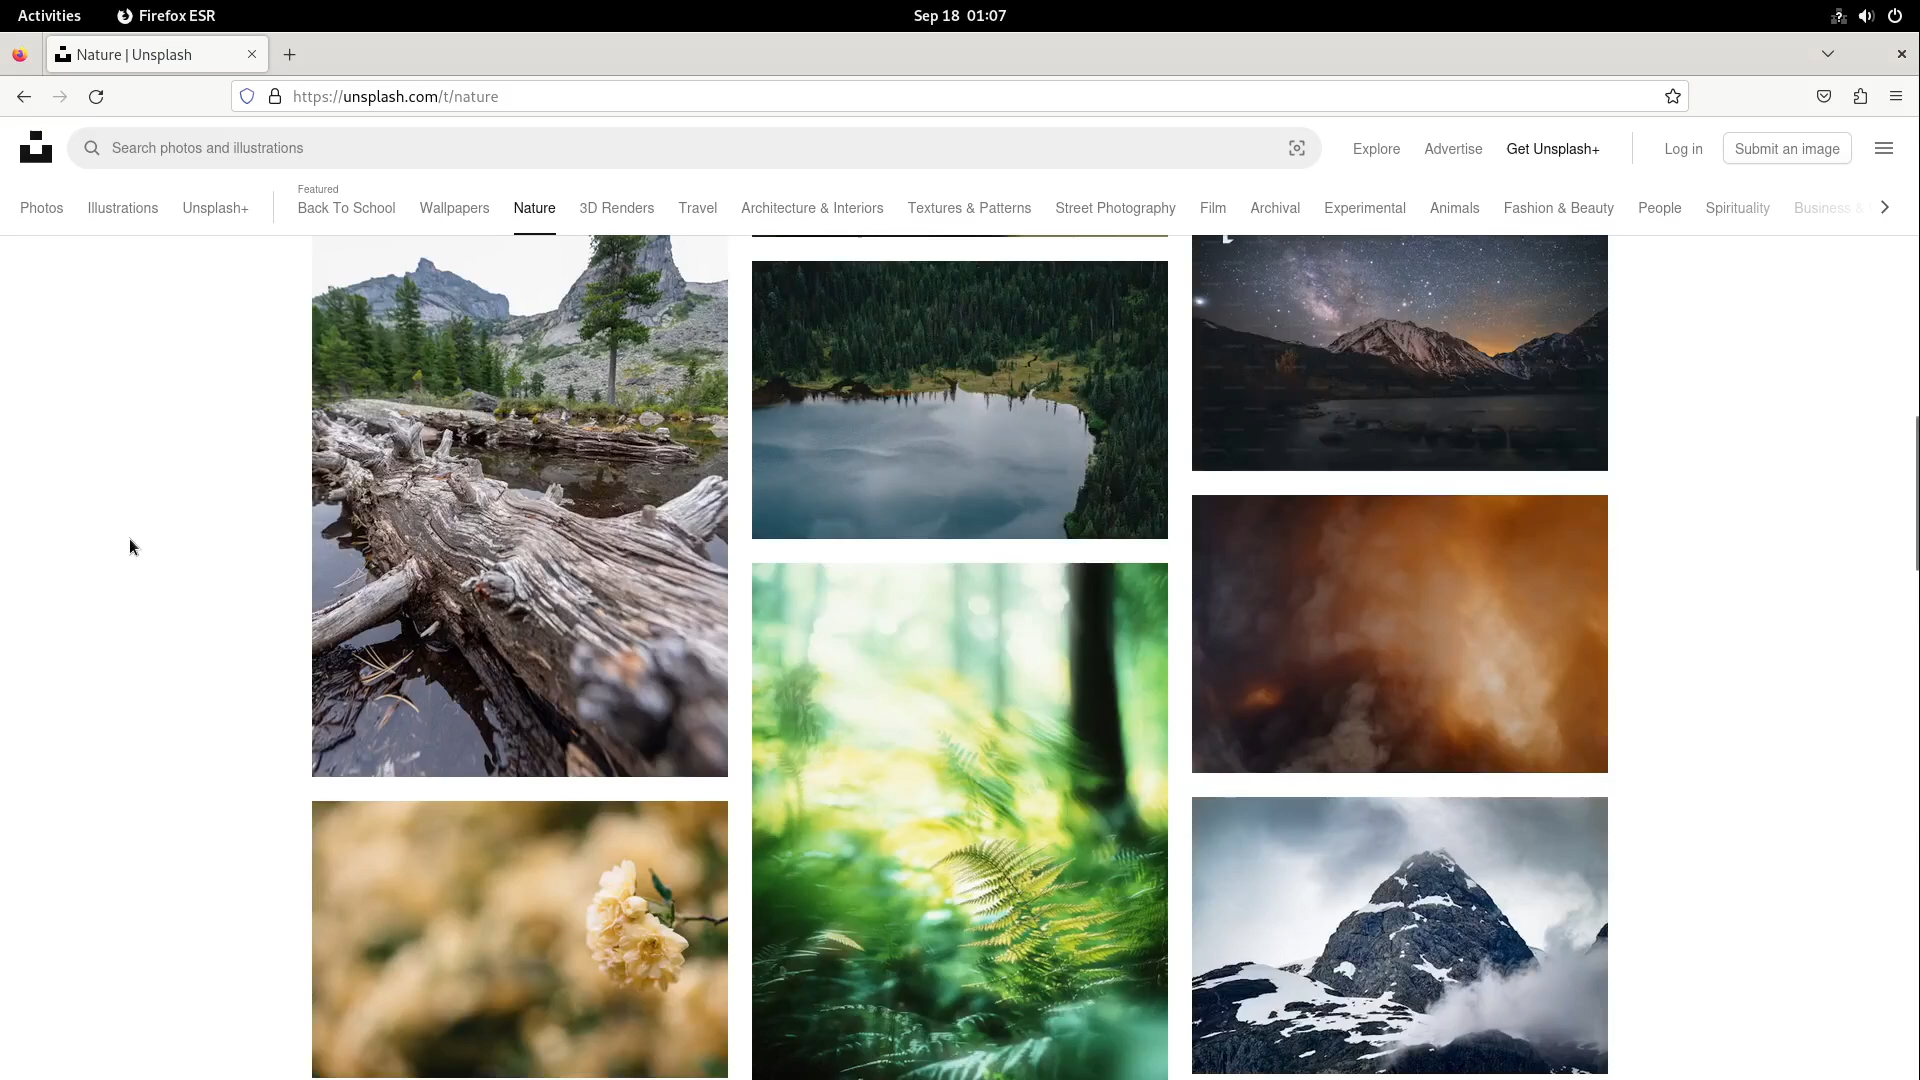 Activities Firefox ESR Sep 18 01:07
Nature | Unsplash
https://unsplash.com/t/nature
Search photos and illustrations Explore Advertise Get Unsplash+ Log in Submit an image
Featured
Photos Illustrations Unsplash+ Back To School Wallpapers Nature 3D Renders Travel Architecture & Interiors Textures & Patterns Street Photography Film Archival Experimental Animals Fashion & Beauty People Spirituality Business &